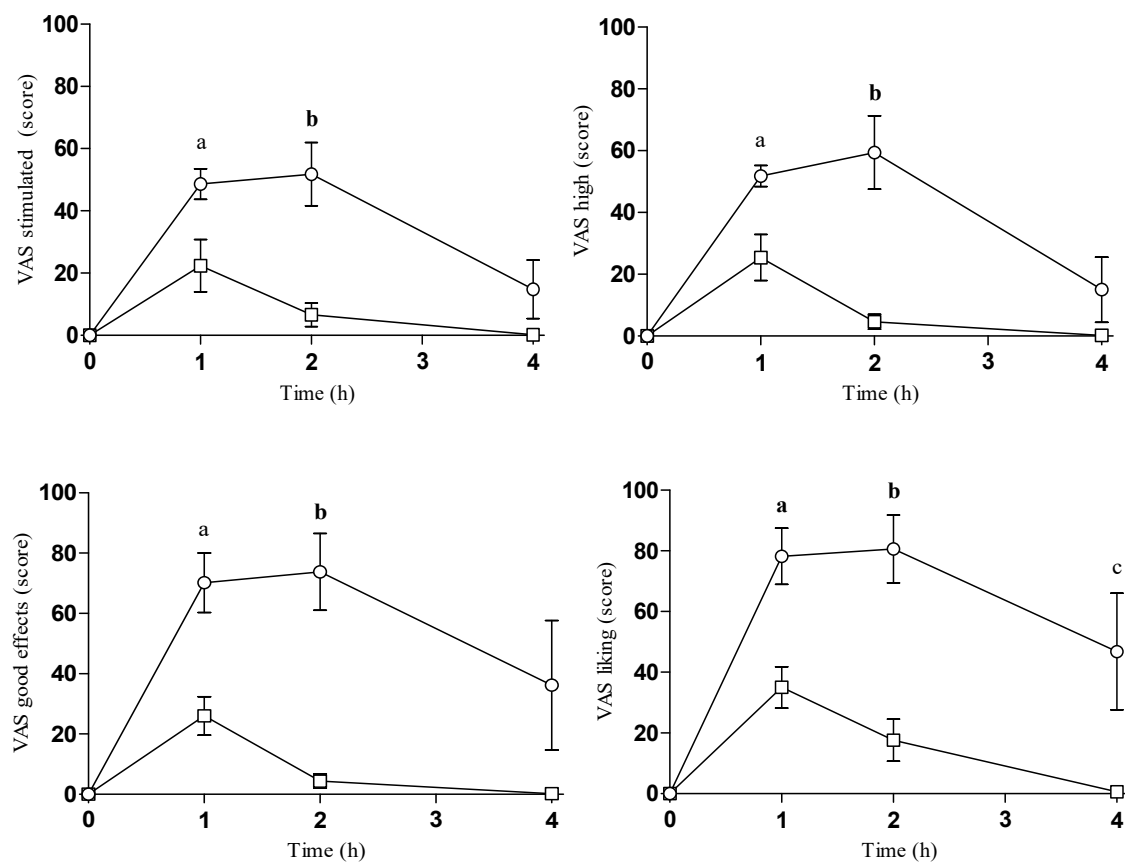 VAS stimulated (score)
100
80
60
40
20
0
a
b
0 1 2 3 4
Time (h)
VAS high (score)
100
80
60
40
20
0
a
b
0 1 2 3 4
Time (h)
VAS good effects (score)
100
80
60
40
20
0
a
b
0 1 2 3 4
Time (h)
VAS liking (score)
100
80
60
40
20
0
a
b
c
0 1 2 3 4
Time (h)